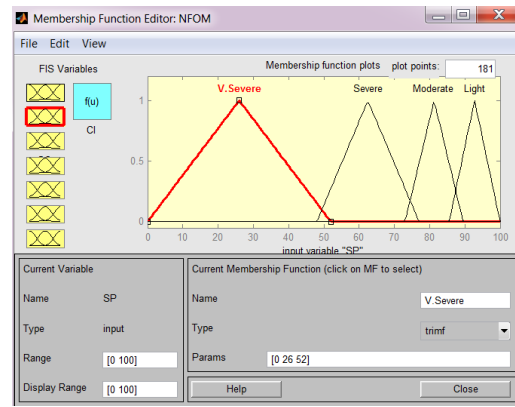 Membership Function Editor: NFOM
File Edit View
FIS Variables
f(u)
CI
Membership function plots plot points: 181
V.Severe Severe Moderate Light
1
0.5
0
0 10 20 30 40 50 60 70 80 90 100
input variable "SP"
Current Variable
Name SP
Type input
Range [0 100]
Display Range [0 100]
Current Membership Function (click on MF to select)
Name V.Severe
Type trimf
Params [0 26 52]
Help Close